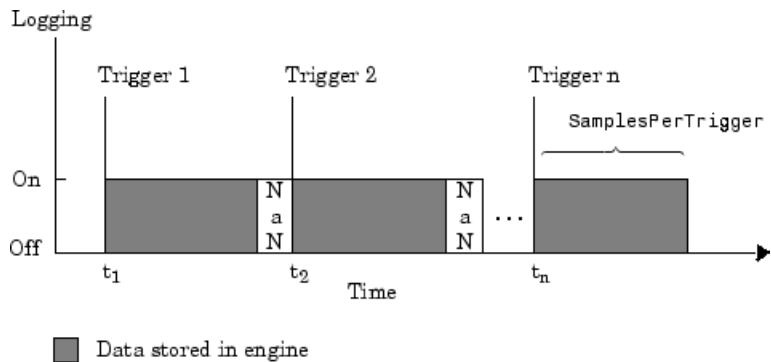 Logging
Trigger 1
Trigger 2
Trigger n
SamplesPerTrigger
On
N
a
N
N
a
N
...
Off
t1
t2
tn
Time
Data stored in engine